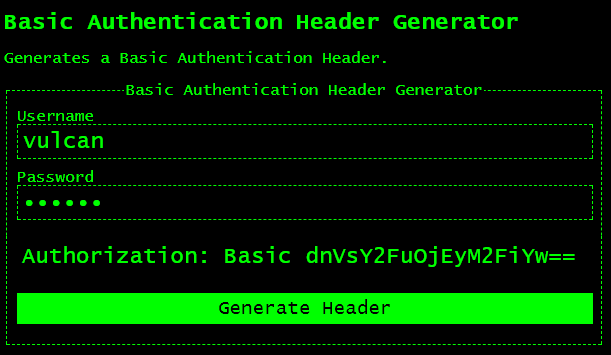 Basic Authentication Header Generator
Generates a Basic Authentication Header.
Basic Authentication Header Generator
Username
vulcan
Password
••••••
Authorization: Basic dnVsY2FuOjEyM2FiYw==
Generate Header